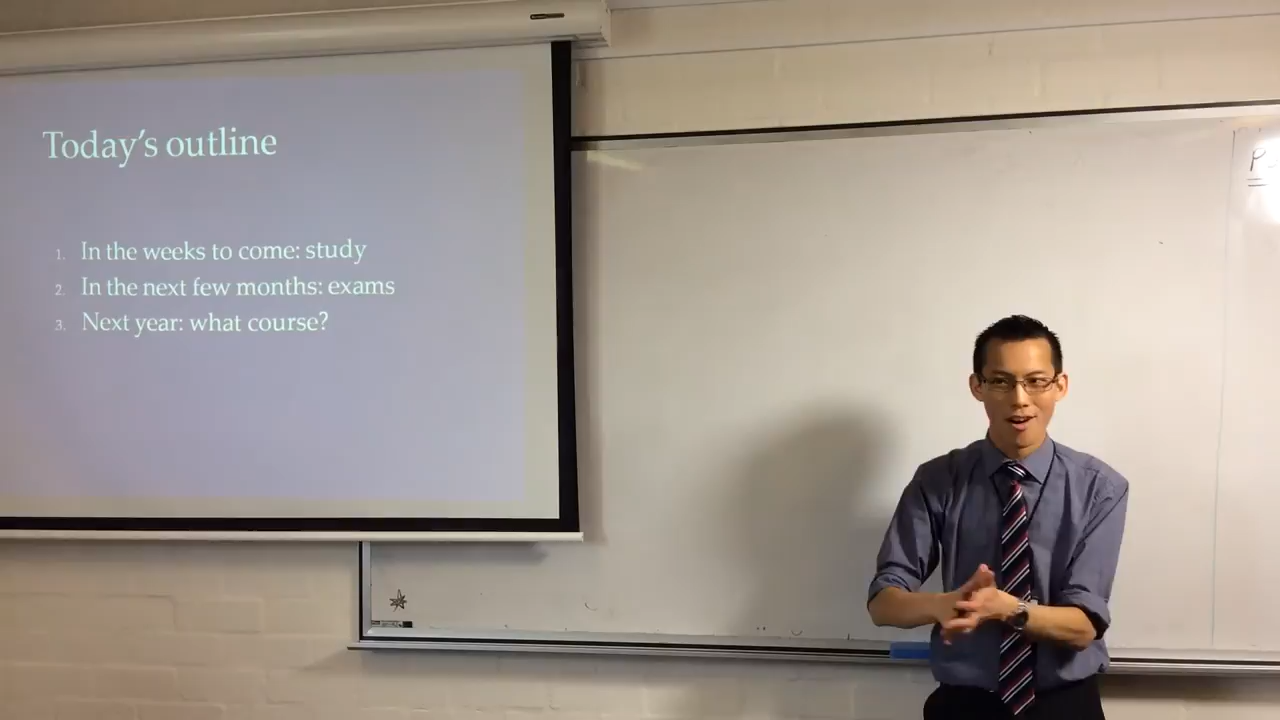 Today's outline
1. In the weeks to come: study
2. In the next few months: exams
3. Next year: what course?